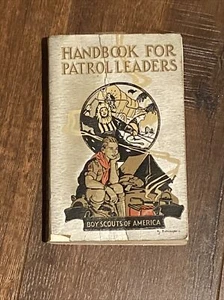 HANDBOOK FOR
PATROL LEADERS
BOY SCOUTS OF AMERICA